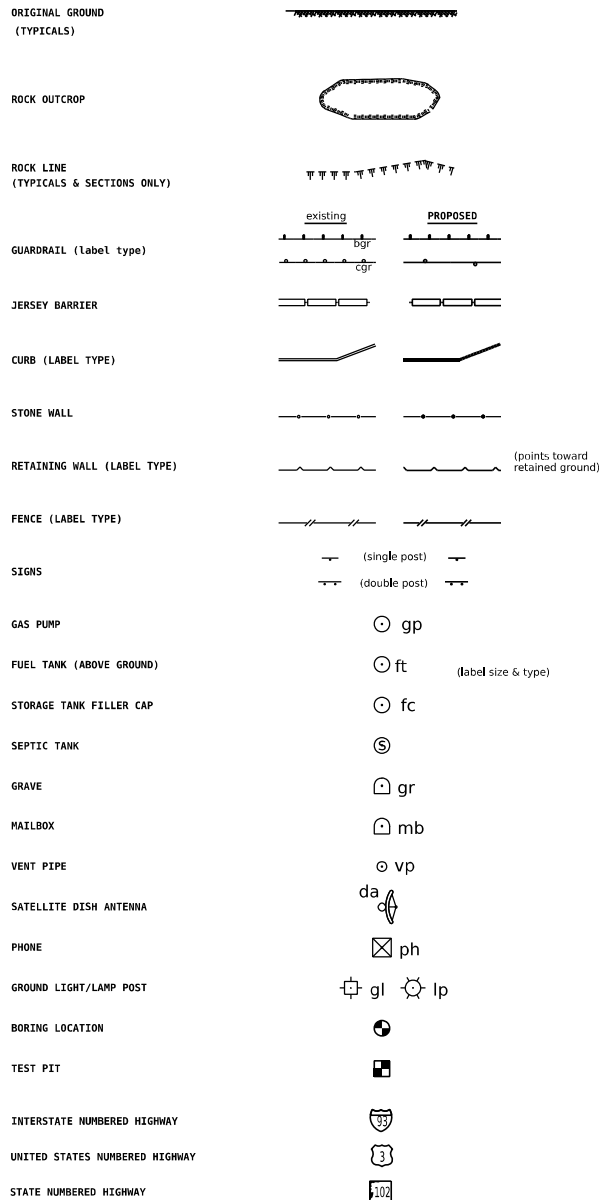 ORIGINAL GROUND
(TYPICALS)
ROCK OUTCROP
ROCK LINE
(TYPICALS & SECTIONS ONLY)
existing PROPOSED
GUARDRAIL (label type)
bgr
cgr
JERSEY BARRIER
CURB (LABEL TYPE)
STONE WALL
RETAINING WALL (LABEL TYPE)
(points toward
retained ground)
FENCE (LABEL TYPE)
SIGNS
(single post)
(double post)
GAS PUMP gp
FUEL TANK (ABOVE GROUND) ft (label size & type)
STORAGE TANK FILLER CAP fc
SEPTIC TANK S
GRAVE gr
MAILBOX mb
VENT PIPE vp
SATELLITE DISH ANTENNA da
PHONE ph
GROUND LIGHT/LAMP POST gl lp
BORING LOCATION
TEST PIT
INTERSTATE NUMBERED HIGHWAY 93
UNITED STATES NUMBERED HIGHWAY 3
STATE NUMBERED HIGHWAY 102